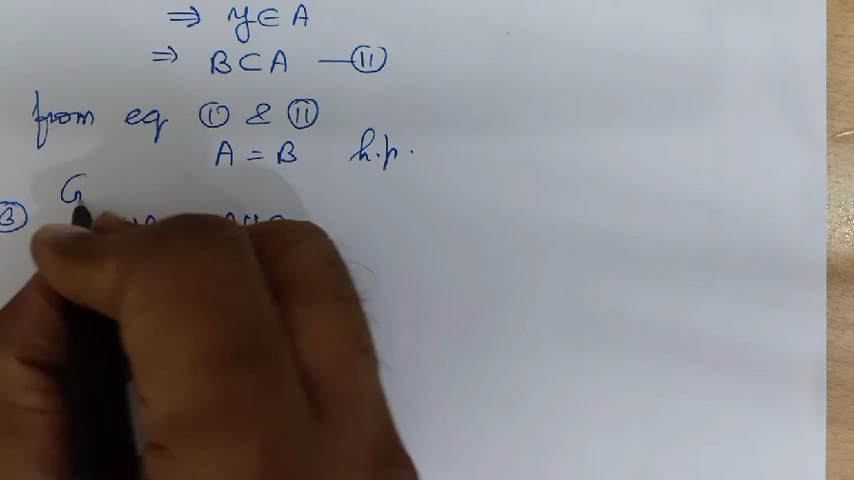 ⇒ y ∈ A
⇒ B ⊂ A —(II)
from eq (I) & (II)
A = B h.p.
(3) G